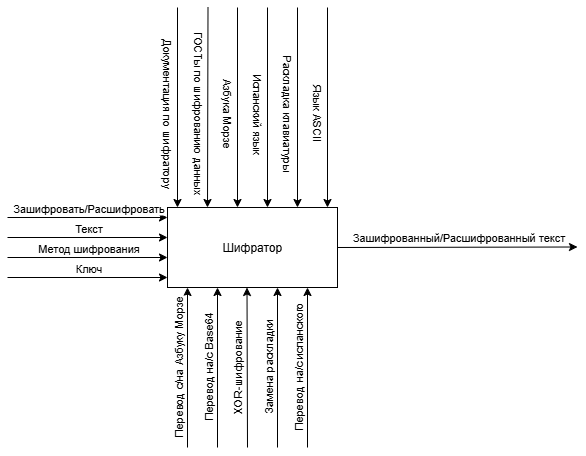 Документация по шифратору
ГОСТы по шифрованию данных
Азбука Морзе
Испанский язык
Раскладка клавиатуры
Язык ASCII
Зашифровать/Расшифровать
Текст
Метод шифрования
Ключ
Шифратор
Зашифрованный/Расшифрованный текст
Перевод с/на Азбуку Морзе
Перевод на/с Base64
XOR-шифрование
Замена раскладки
Перевод на/с испанского